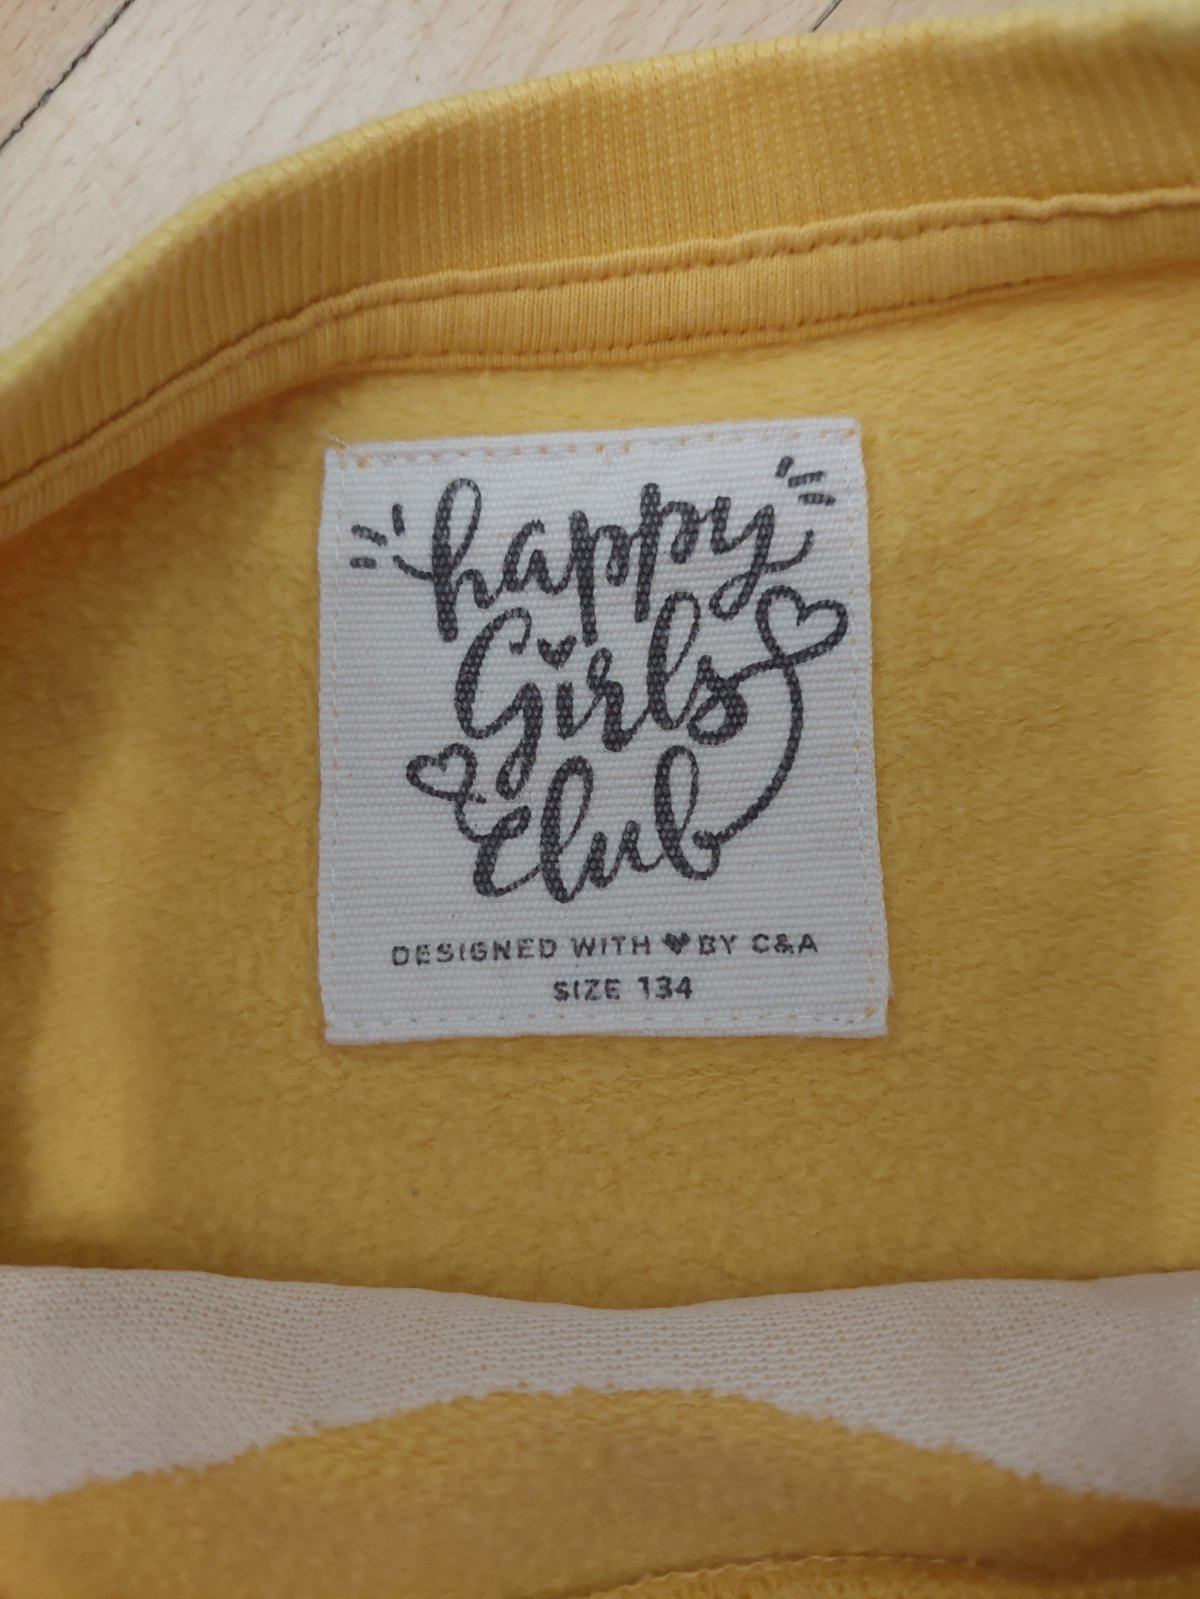 happy
Girls
Club
DESIGNED WITH ♥ BY C&A
SIZE 134